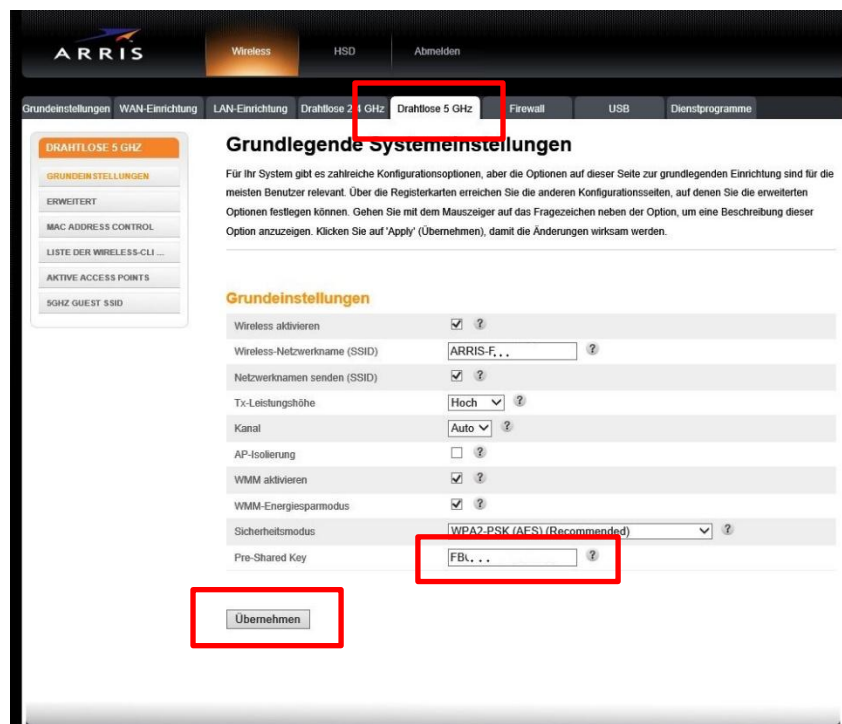 ARRIS
Wireless HSD Abmelden
Grundeinstellungen WAN-Einrichtung LAN-Einrichtung Drahtlose 2,4 GHz Drahtlose 5 GHz Firewall USB Dienstprogramme
DRAHTLOSE 5 GHZ
GRUNDEINSTELLUNGEN
ERWEITERT
MAC ADDRESS CONTROL
LISTE DER WIRELESS-CLI ...
AKTIVE ACCESS POINTS
5GHZ GUEST SSID
Grundlegende Systemeinstellungen
Für Ihr System gibt es zahlreiche Konfigurationsoptionen, aber die Optionen auf dieser Seite zur grundlegenden Einrichtung sind für die
meisten Benutzer relevant. Über die Registerkarten erreichen Sie die anderen Konfigurationsseiten, auf denen Sie die erweiterten
Optionen festlegen können. Gehen Sie mit dem Mauszeiger auf das Fragezeichen neben der Option, um eine Beschreibung dieser
Option anzuzeigen. Klicken Sie auf 'Apply' (Übernehmen), damit die Änderungen wirksam werden.
Grundeinstellungen
Wireless aktivieren ?
Wireless-Netzwerkname (SSID) ARRIS-F... ?
Netzwerknamen senden (SSID) ?
Tx-Leistungshöhe Hoch ?
Kanal Auto ?
AP-Isolierung ?
WMM aktivieren ?
WMM-Energiesparmodus ?
Sicherheitsmodus WPA2-PSK (AES) (Recommended) ?
Pre-Shared Key ?
Übernehmen